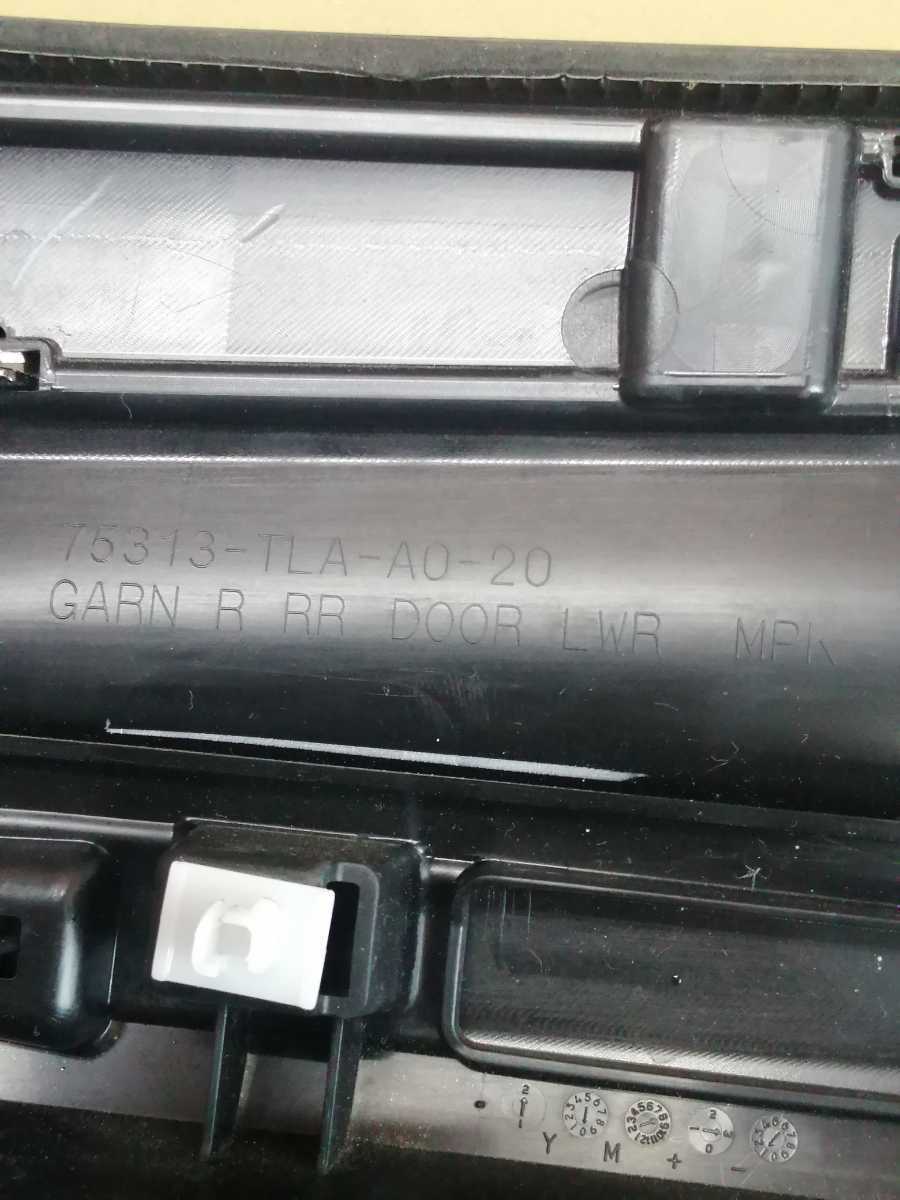 75313-TLA-A0-20
GARN R RR DOOR LWR MPK
Y M + -